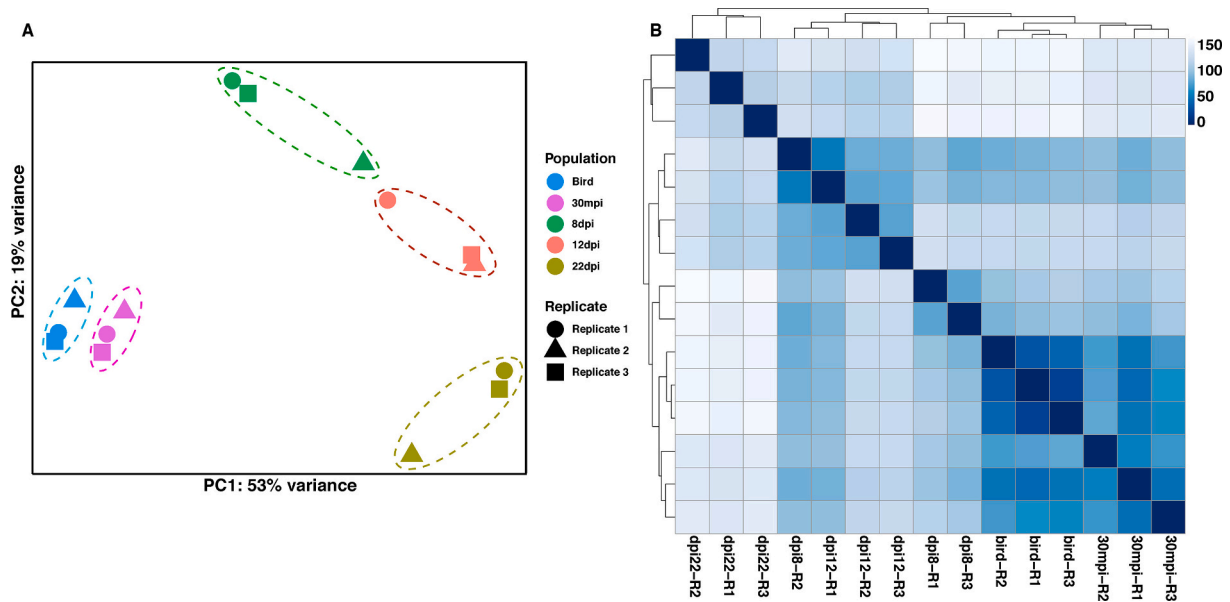 A
PC2: 19% variance
PC1: 53% variance
Population
Bird
30mpi
8dpi
12dpi
22dpi
Replicate
Replicate 1
Replicate 2
Replicate 3
B
150
100
50
0
dpi22-R2
dpi22-R1
dpi22-R3
dpi8-R2
dpi12-R1
dpi12-R2
dpi12-R3
dpi8-R1
dpi8-R3
bird-R2
bird-R1
bird-R3
30mpi-R2
30mpi-R1
30mpi-R3